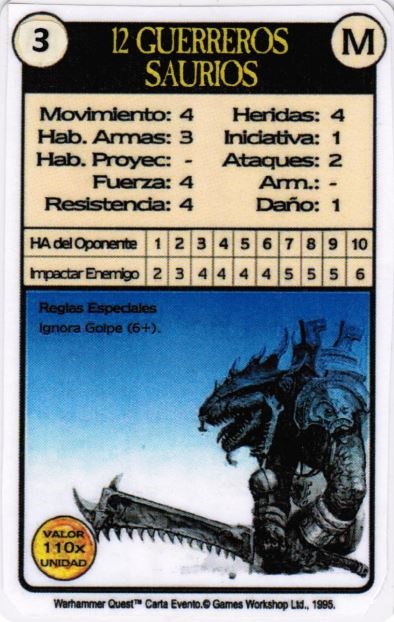 3
12 GUERREROS
SAURIOS
M
Movimiento: 4 Heridas: 4
Hab. Armas: 3 Iniciativa: 1
Hab. Proyec: - Ataques: 2
Fuerza: 4 Arm.: -
Resistencia: 4 Daño: 1
HA del Oponente 1 2 3 4 5 6 7 8 9 10
Impactar Enemigo 2 3 4 4 4 4 5 5 5 6
Reglas Especiales
Ignora Golpe (6+).
VALOR
110x
UNIDAD
Warhammer Quest™ Carta Evento.© Games Workshop Ltd., 1995.